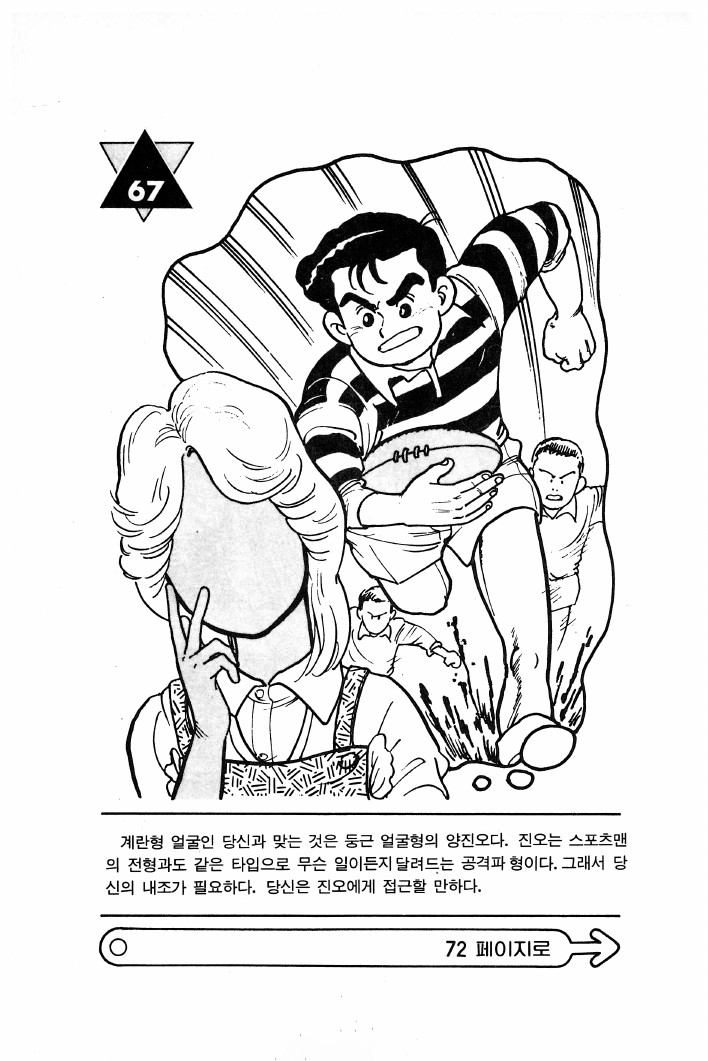 67
계란형 얼굴인 당신과 맞는 것은 둥근 얼굴형의 양진오다. 진오는 스포츠맨
의 전형과도 같은 타입으로 무슨 일이든지 달려드는 공격파 형이다. 그래서 당
신의 내조가 필요하다. 당신은 진오에게 접근할 만하다.
72 페이지로